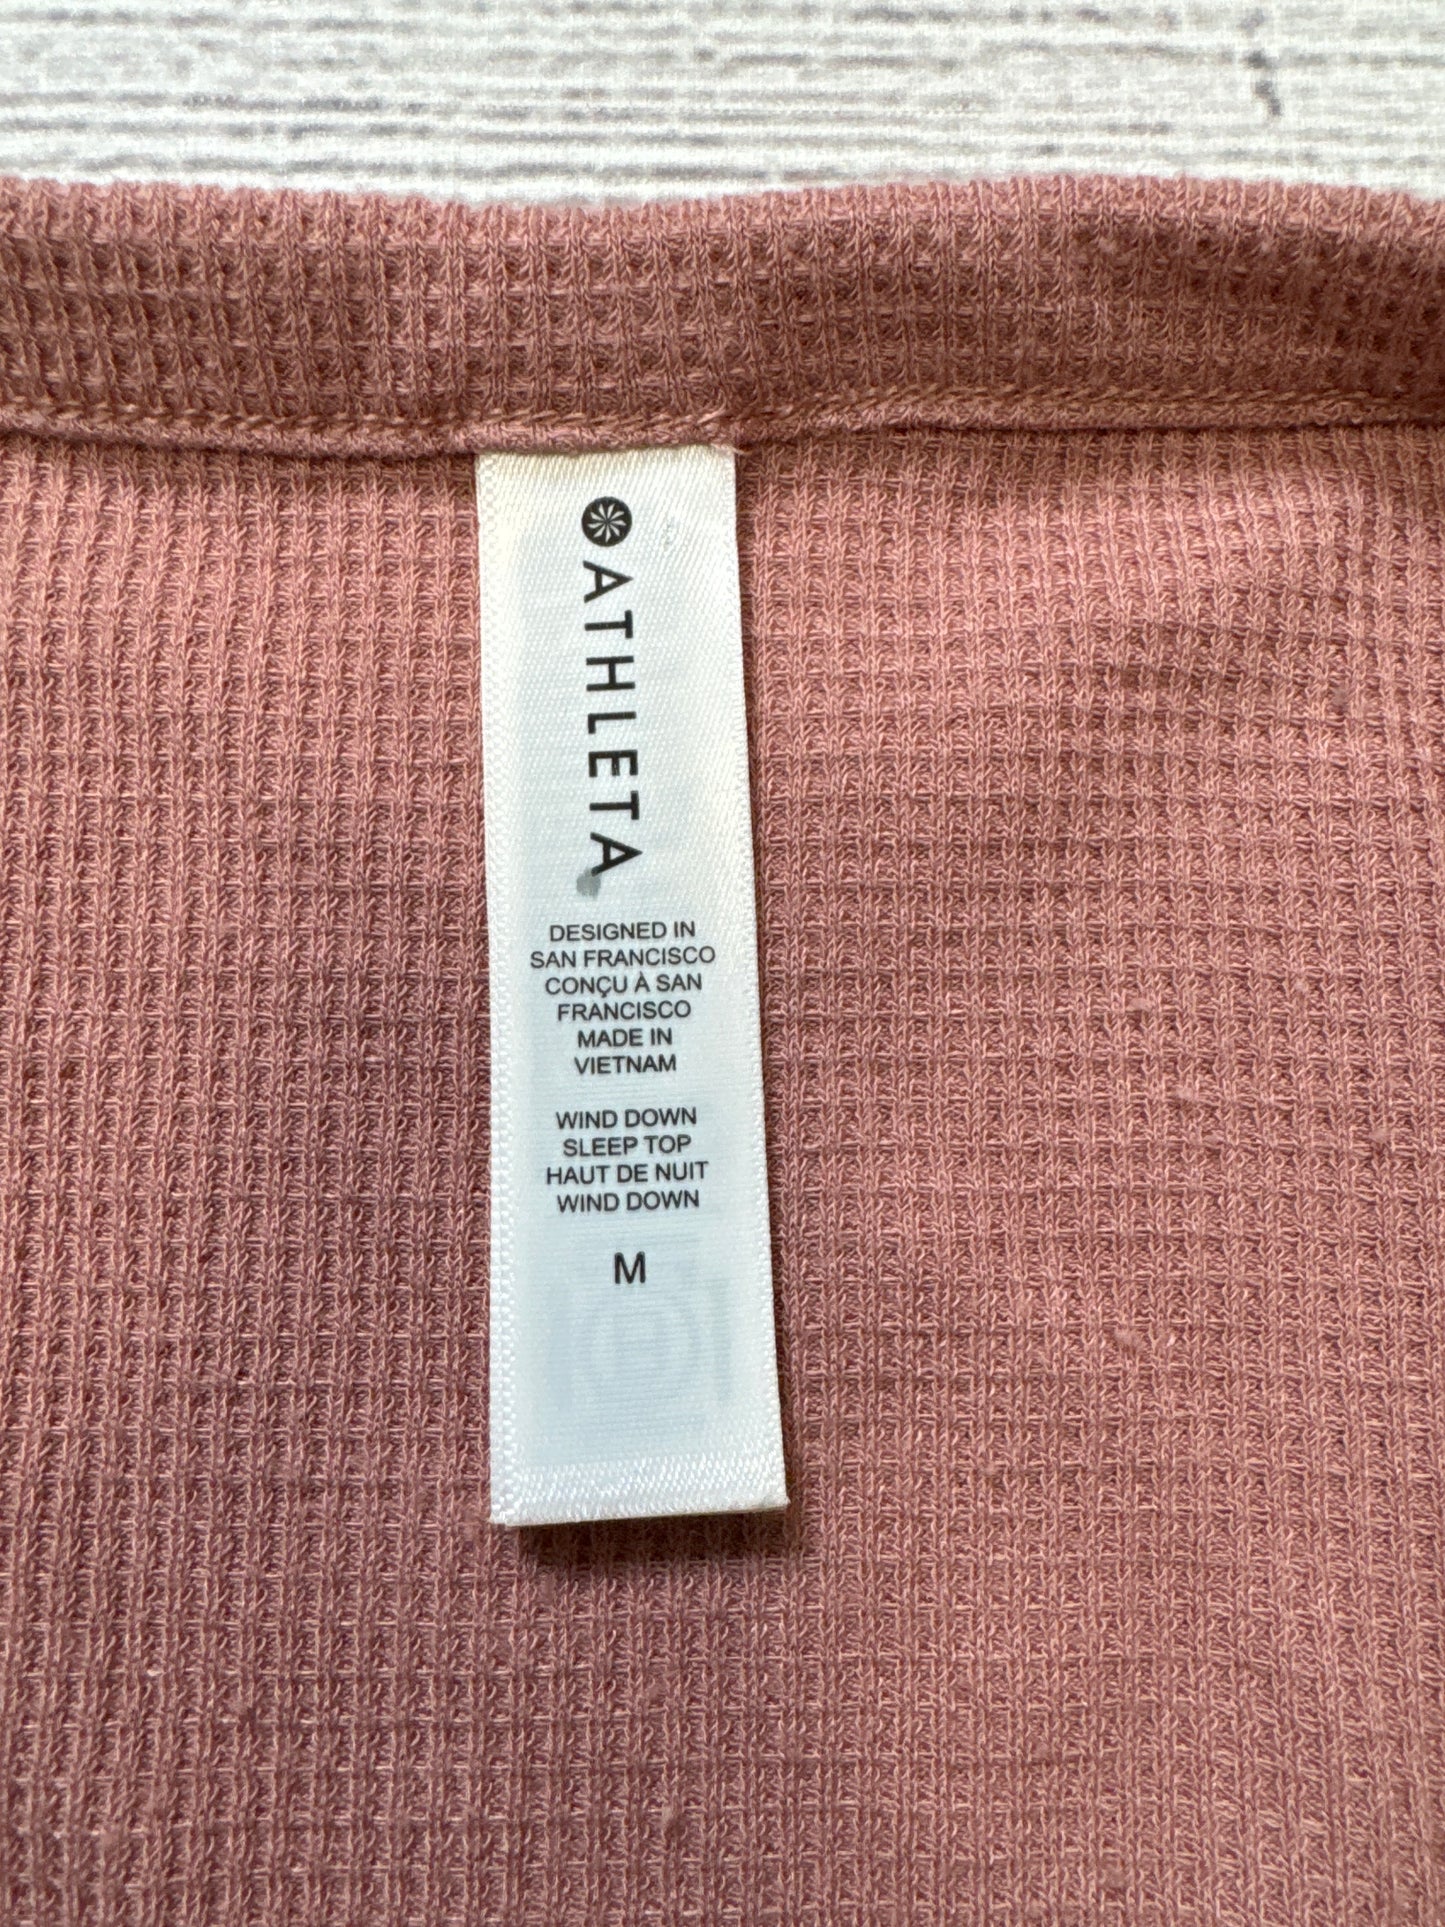 ATHLETA
DESIGNED IN
SAN FRANCISCO
CONÇU À SAN
FRANCISCO
MADE IN
VIETNAM
WIND DOWN
SLEEP TOP
HAUT DE NUIT
WIND DOWN
M